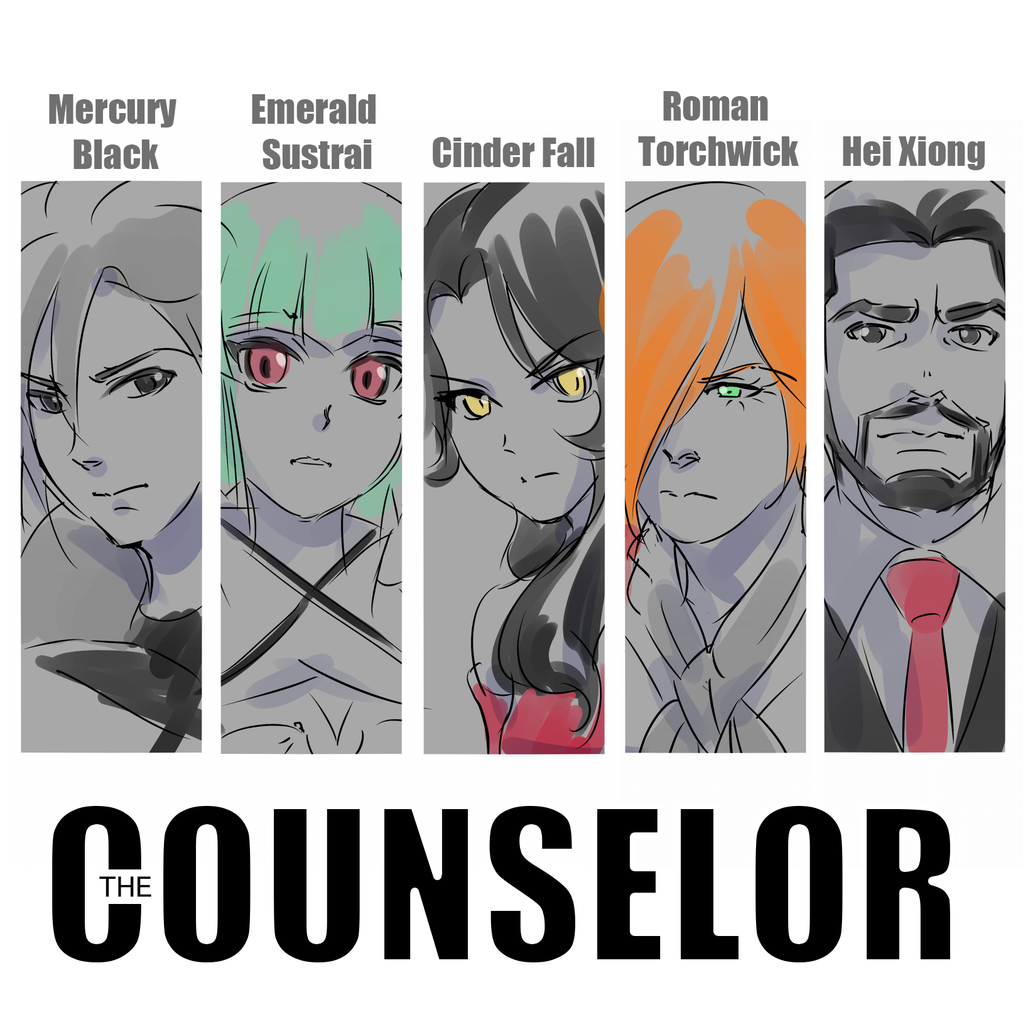 Mercury
Black
Emerald
Sustrai
Cinder Fall
Roman
Torchwick
Hei Xiong
THE
COUNSELOR